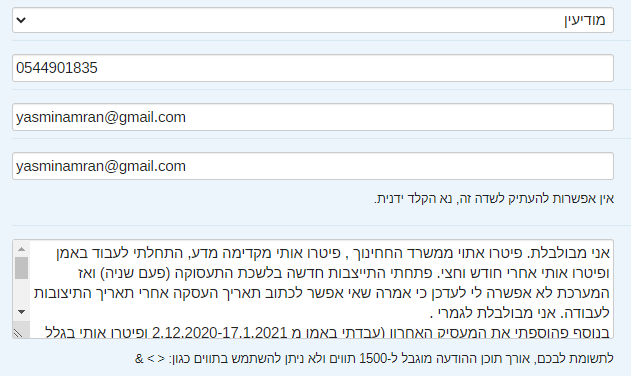 מודיעין
0544901835
yasminamran@gmail.com
yasminamran@gmail.com
אין אפשרות להעתיק לשדה זה, נא הקלד ידנית.
אני מבולבלת. פיטרו אתוי ממשרד החחינוך , פיטרו אותי מקדימה מדע, התחלתי לעבוד באמן
ופיטרו אותי אחרי חודש וחצי. פתחתי התייצבות חדשה בלשכת התעסוקה (פעם שניה) ואז
המערכת לא אפשרה לי לעדכן כי אמרה שאי אפשר לכתוב תאריך העסקה אחרי תאריך התיצובות
לעבודה. אני מבולבלת לגמרי .
בנוסף פהוספתי את המעסיק האחרון (עבדתי באמן מ 2.12.2020-17.1.2021 ופיטרו אותי בגלל
לתשומת לבכם, אורך תוכן ההודעה מוגבל ל-1500 תווים ולא ניתן להשתמש בתווים כגון: < > &